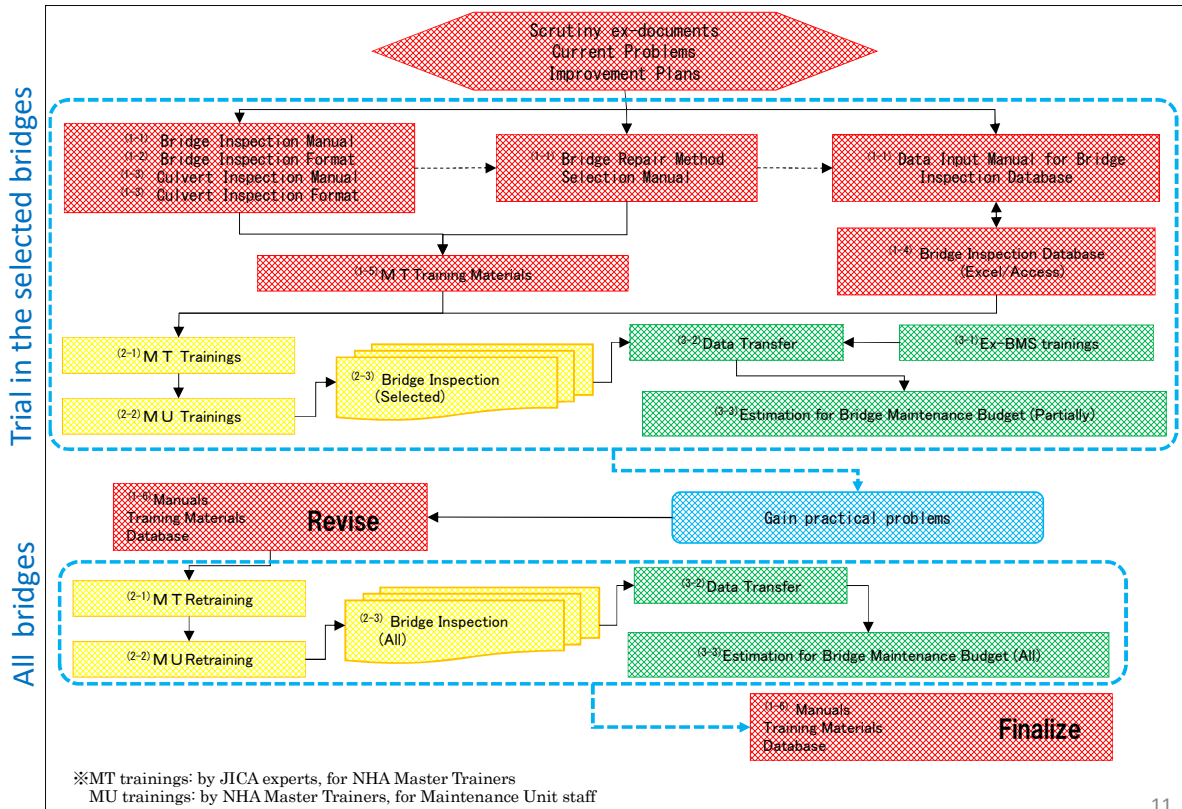 Scrutiny ex-documents
Current Problems
Improvement Plans
Trial in the selected bridges
(1-1) Bridge Inspection Manual
(1-2) Bridge Inspection Format
(1-3) Culvert Inspection Manual
(1-3) Culvert Inspection Format
(1-1) Bridge Repair Method
Selection Manual
(1-1) Data Input Manual for Bridge
Inspection Database
(1-5) MT Training Materials
(1-4) Bridge Inspection Database
(Excel/Access)
(2-1) MT Trainings
(2-2) MU Trainings
(2-3) Bridge Inspection
(Selected)
(3-2) Data Transfer
(3-1) Ex-BMS trainings
(3-3) Estimation for Bridge Maintenance Budget (Partially)
(1-6) Manuals
Training Materials
Database
Revise
Gain practical problems
All bridges
(2-1) MT Retraining
(2-2) MU Retraining
(2-3) Bridge Inspection
(All)
(3-2) Data Transfer
(3-3) Estimation for Bridge Maintenance Budget (All)
(1-6) Manuals
Training Materials
Database
Finalize
※MT trainings: by JICA experts, for NHA Master Trainers
MU trainings: by NHA Master Trainers, for Maintenance Unit staff
11